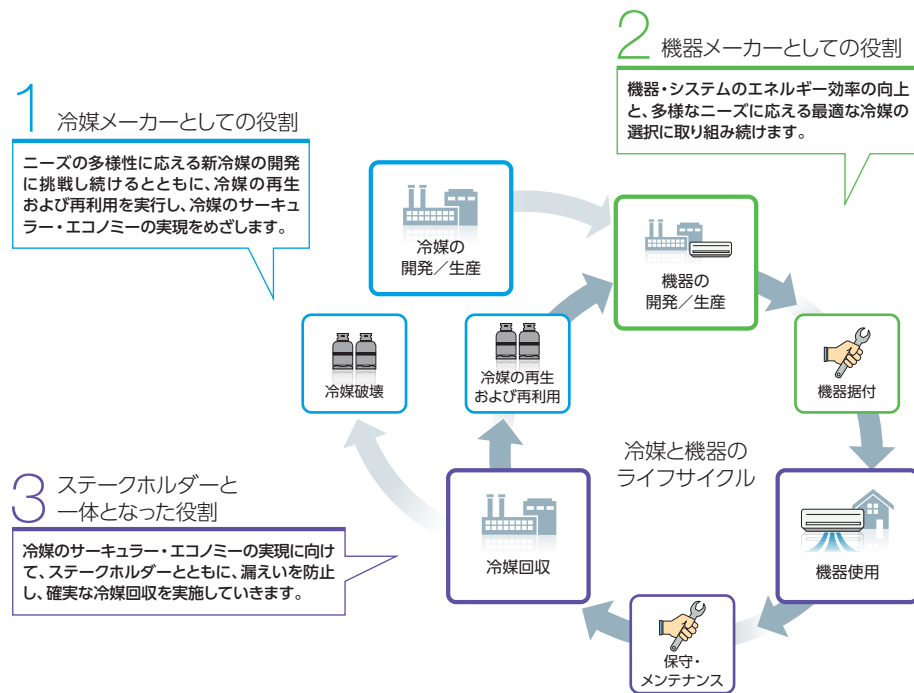 1 冷媒メーカーとしての役割
ニーズの多様性に応える新冷媒の開発
に挑戦し続けるとともに、冷媒の再生
および再利用を実行し、冷媒のサーキュ
ラー・エコノミーの実現をめざします。
2 機器メーカーとしての役割
機器・システムのエネルギー効率の向上
と、多様なニーズに応える最適な冷媒の
選択に取り組み続けます。
冷媒の
開発／生産
機器の
開発／生産
冷媒破壊
冷媒の再生
および再利用
機器据付
冷媒と機器の
ライフサイクル
3 ステークホルダーと
一体となった役割
冷媒のサーキュラー・エコノミーの実現に向け
て、ステークホルダーとともに、漏えいを防止
し、確実な冷媒回収を実施していきます。
冷媒回収
機器使用
保守・
メンテナンス